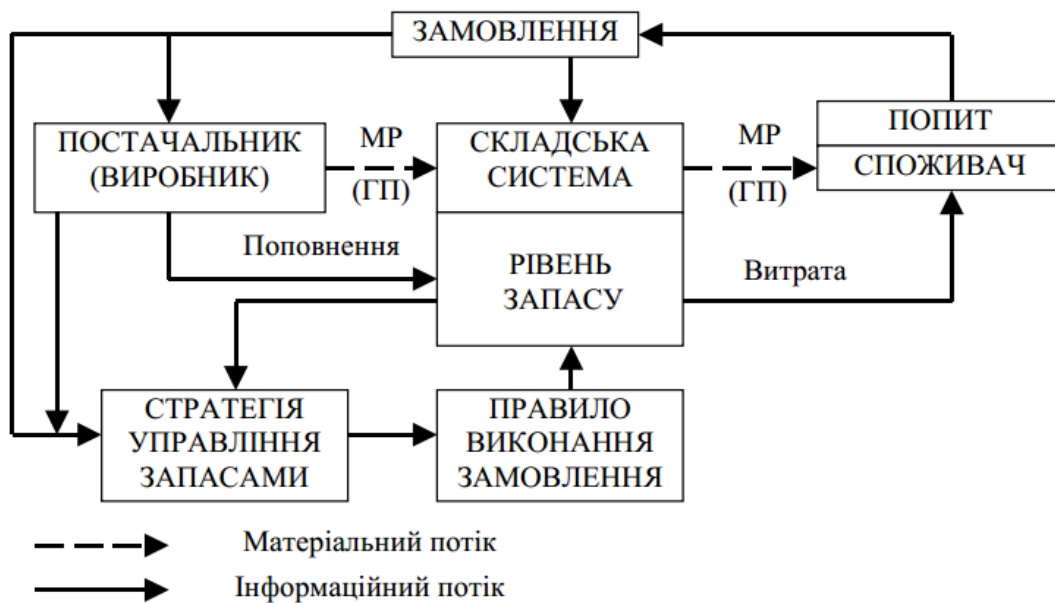 ЗАМОВЛЕННЯ
ПОСТАЧАЛЬНИК
(ВИРОБНИК)
МР
(ГП)
СКЛАДСЬКА
СИСТЕМА
МР
(ГП)
ПОПИТ
СПОЖИВАЧ
Поповнення
РІВЕНЬ
ЗАПАСУ
Витрата
СТРАТЕГІЯ
УПРАВЛІННЯ
ЗАПАСАМИ
ПРАВИЛО
ВИКОНАННЯ
ЗАМОВЛЕННЯ
Матеріальний потік
Інформаційний потік